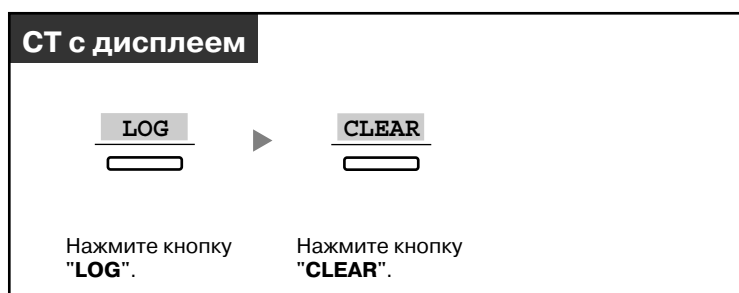 СТ с дисплеем
LOG
CLEAR
Нажмите кнопку
"LOG".
Нажмите кнопку
"CLEAR".